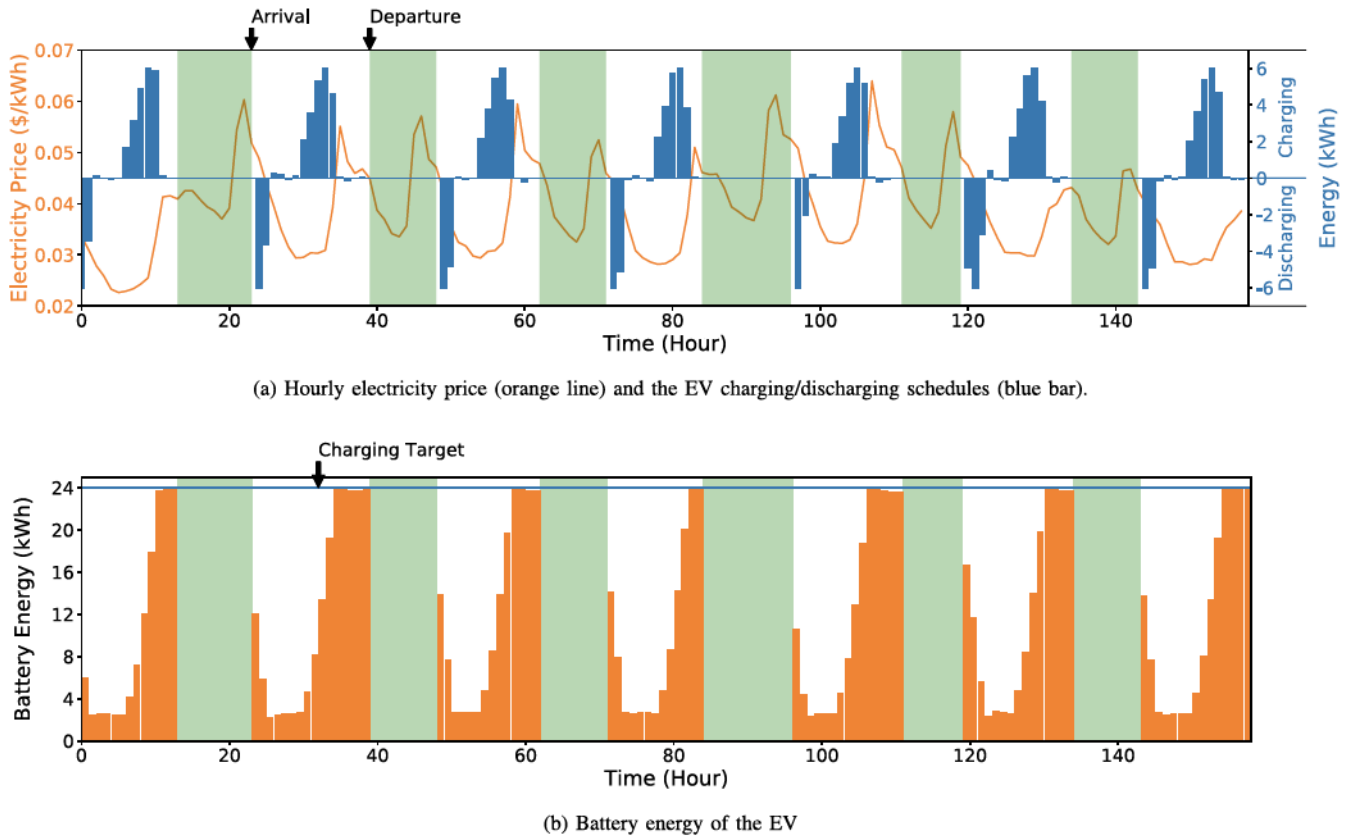 Arrival Departure
0.07
0.06
0.05
0.04
0.03
0.02
Electricity Price ($/kWh)
6
4
2
0
-2
-4
-6
Charging
Discharging
Energy (kWh)
0 20 40 60 80 100 120 140
Time (Hour)
(a) Hourly electricity price (orange line) and the EV charging/discharging schedules (blue bar).
Charging Target
24
20
16
12
8
4
0
Battery Energy (kWh)
0 20 40 60 80 100 120 140
Time (Hour)
(b) Battery energy of the EV